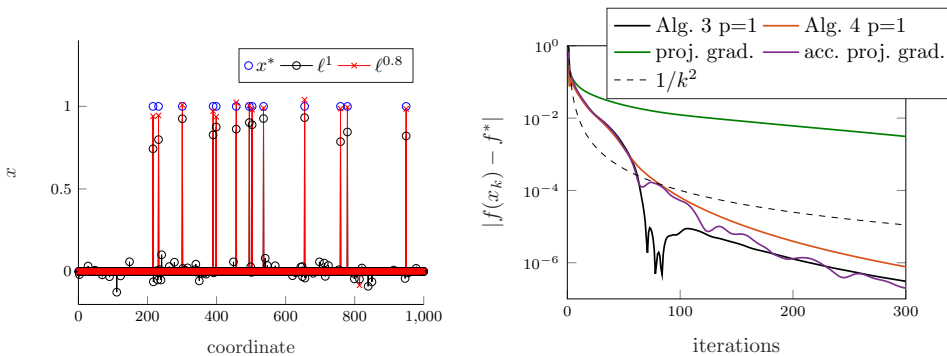 x* ℓ¹ ℓ⁰·⁸
1
0.5
0
x
0 200 400 600 800 1,000
coordinate
Alg. 3 p=1 Alg. 4 p=1
proj. grad. acc. proj. grad.
1/k²
10⁰
10⁻²
10⁻⁴
10⁻⁶
|f(xₖ) − f*|
0 100 200 300
iterations